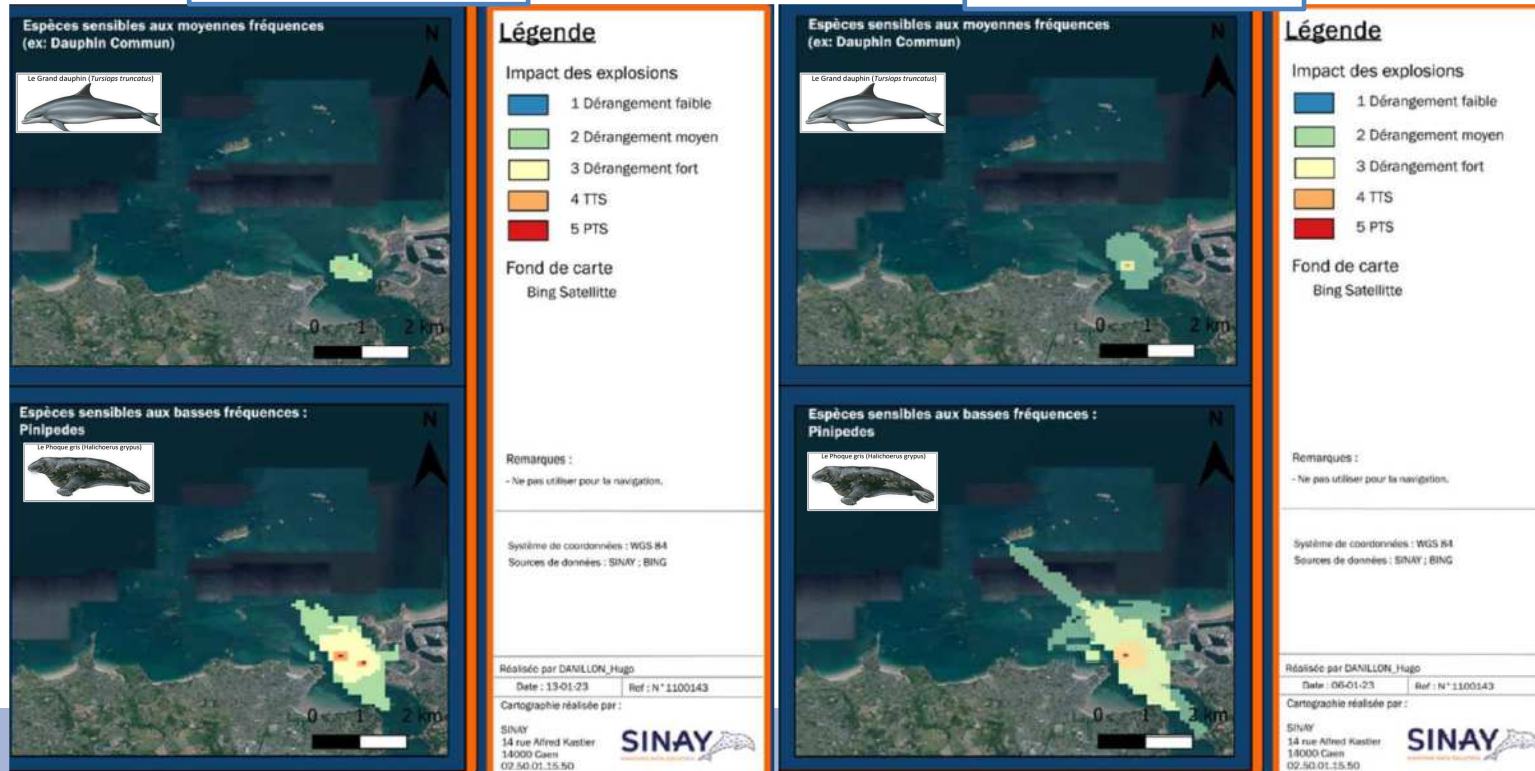 Espèces sensibles aux moyennes fréquences
(ex: Dauphin Commun)
N
Le Grand dauphin (Tursiops truncatus)
0 1 2 km
Espèces sensibles aux basses fréquences :
Pinipedes
N
Le Phoque gris (Halichoerus grypus)
0 1 2 km
Légende
Impact des explosions
1 Dérangement faible
2 Dérangement moyen
3 Dérangement fort
4 TTS
5 PTS
Fond de carte
Bing Satellitte
Remarques :
- Ne pas utiliser pour la navigation.
Système de coordonnées : WGS 84
Sources de données : SINAY ; BING
Réalisée par DANILLON_Hugo
Date : 13-01-23
Ref : N°1100143
Cartographie réalisée par :
SINAY
14 rue Alfred Kastler
14000 Caen
02.50.01.15.50
SINAY
Espèces sensibles aux moyennes fréquences
(ex: Dauphin Commun)
N
Le Grand dauphin (Tursiops truncatus)
0 1 2 km
Espèces sensibles aux basses fréquences :
Pinipedes
N
Le Phoque gris (Halichoerus grypus)
0 1 2 km
Légende
Impact des explosions
1 Dérangement faible
2 Dérangement moyen
3 Dérangement fort
4 TTS
5 PTS
Fond de carte
Bing Satellitte
Remarques :
- Ne pas utiliser pour la navigation.
Système de coordonnées : WGS 84
Sources de données : SINAY ; BING
Réalisée par DANILLON_Hugo
Date : 06-01-23
Ref : N°1100143
Cartographie réalisée par :
SINAY
14 rue Alfred Kastler
14000 Caen
02.50.01.15.50
SINAY